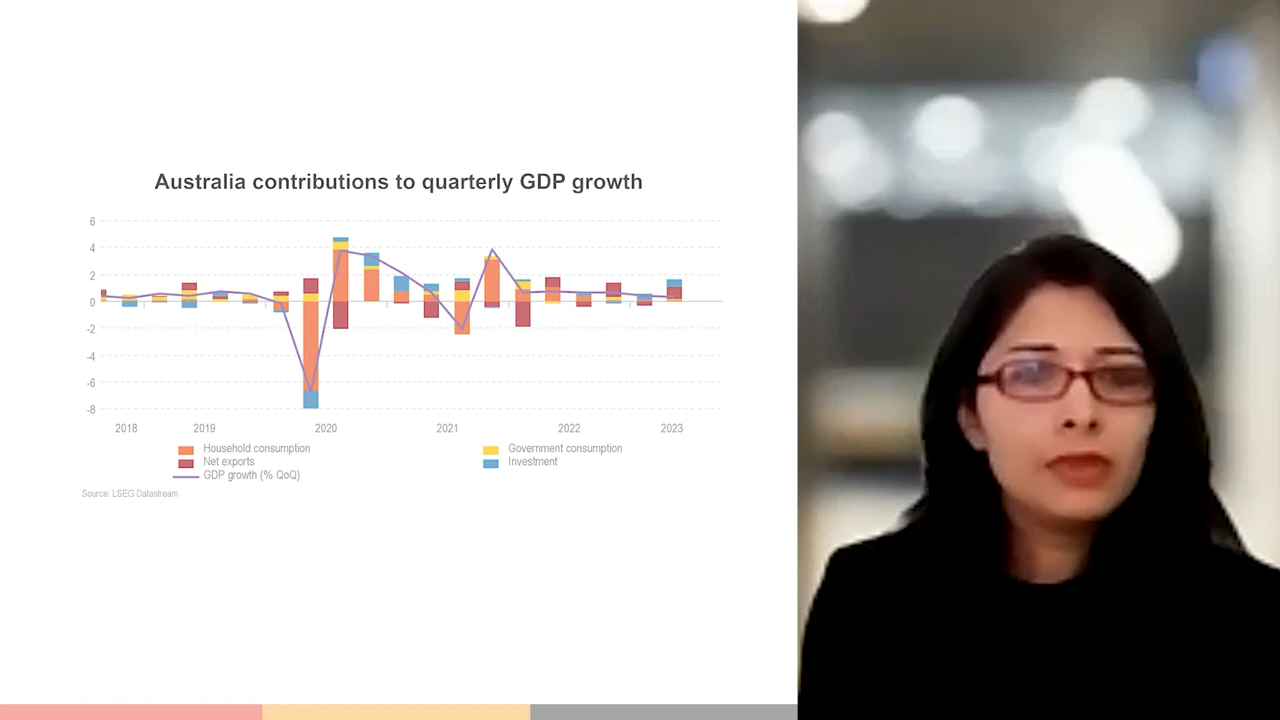 Australia contributions to quarterly GDP growth
6
4
2
0
-2
-4
-6
-8
2018 2019 2020 2021 2022 2023
Household consumption Government consumption
Net exports Investment
GDP growth (% QoQ)
Source: LSEG Datastream